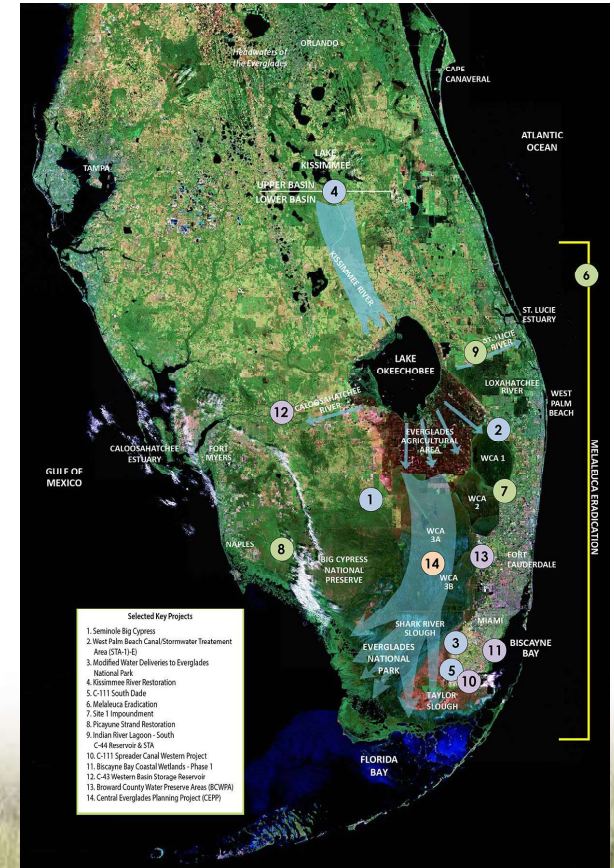 Headwaters of
the Everglades
ORLANDO
CAPE
CANAVERAL
ATLANTIC
OCEAN
TAMPA
LAKE
KISSIMMEE
UPPER BASIN
LOWER BASIN
4
KISSIMMEE RIVER
6
ST. LUCIE
ESTUARY
9
ST. LUCIE
RIVER
LAKE
OKEECHOBEE
LOXAHATCHEE
RIVER
WEST
PALM
BEACH
12
CALOOSAHATCHEE
RIVER
2
EVERGLADES
AGRICULTURAL
AREA
WCA 1
CALOOSAHATCHEE
ESTUARY
FORT
MYERS
GULF OF
MEXICO
1
WCA
2
7
MELALEUCA ERADICATION
WCA
3A
NAPLES
8
BIG CYPRESS
NATIONAL
PRESERVE
14
WCA
3B
13
FORT
LAUDERDALE
SHARK RIVER
SLOUGH
MIAMI
3
11
BISCAYNE
BAY
EVERGLADES
NATIONAL
PARK
5
10
TAYLOR
SLOUGH
FLORIDA
BAY
Selected Key Projects
1. Seminole Big Cypress
2. West Palm Beach Canal/Stormwater Treatement
Area (STA-1)-E)
3. Modified Water Deliveries to Everglades
National Park
4. Kissimmee River Restoration
5. C-111 South Dade
6. Melaleuca Eradication
7. Site 1 Impoundment
8. Picayune Strand Restoration
9. Indian River Lagoon - South
C-44 Reservoir & STA
10. C-111 Spreader Canal Western Project
11. Biscayne Bay Coastal Wetlands - Phase 1
12. C-43 Western Basin Storage Reservoir
13. Broward County Water Preserve Areas (BCWPA)
14. Central Everglades Planning Project (CEPP)